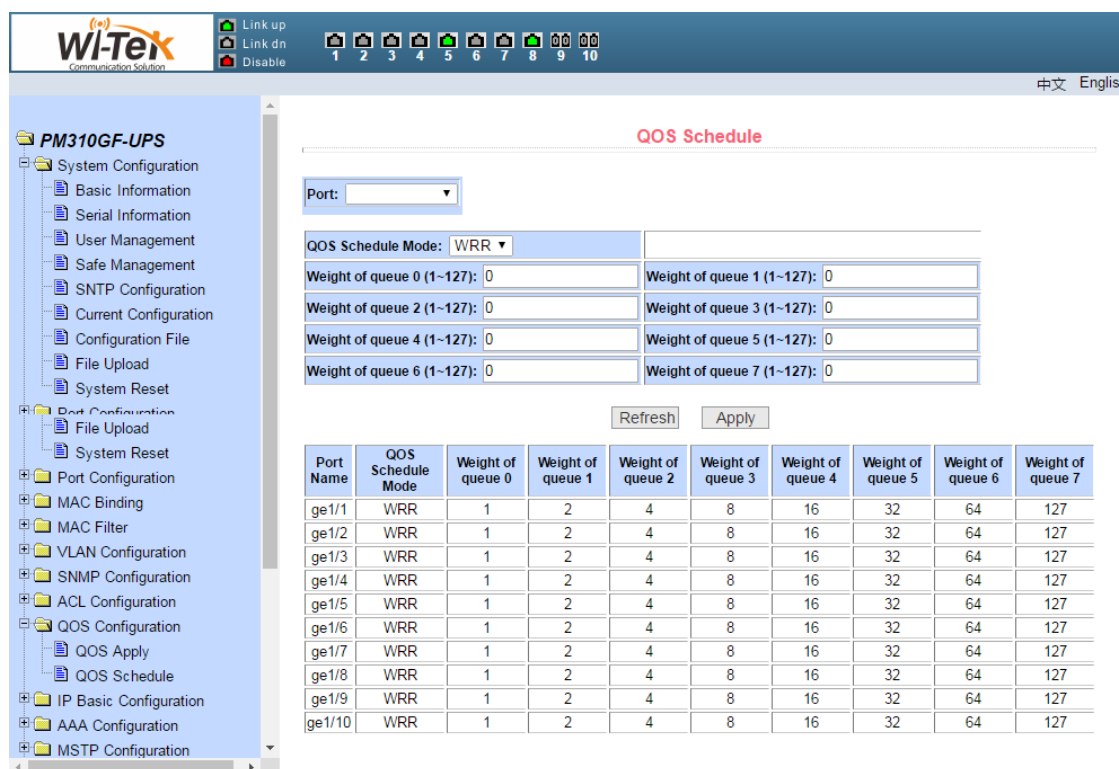 Wi-Tek
Communication Solution
Link up
Link dn
Disable
1 2 3 4 5 6 7 8 9 10
中文 Englis
PM310GF-UPS
System Configuration
Basic Information
Serial Information
User Management
Safe Management
SNTP Configuration
Current Configuration
Configuration File
File Upload
System Reset
Port Configuration
File Upload
System Reset
Port Configuration
MAC Binding
MAC Filter
VLAN Configuration
SNMP Configuration
ACL Configuration
QOS Configuration
QOS Apply
QOS Schedule
IP Basic Configuration
AAA Configuration
MSTP Configuration
QOS Schedule
Port:
QOS Schedule Mode: WRR
Weight of queue 0 (1~127): 0 Weight of queue 1 (1~127): 0
Weight of queue 2 (1~127): 0 Weight of queue 3 (1~127): 0
Weight of queue 4 (1~127): 0 Weight of queue 5 (1~127): 0
Weight of queue 6 (1~127): 0 Weight of queue 7 (1~127): 0
Refresh Apply
Port Name QOS Schedule Mode Weight of queue 0 Weight of queue 1 Weight of queue 2 Weight of queue 3 Weight of queue 4 Weight of queue 5 Weight of queue 6 Weight of queue 7
ge1/1 WRR 1 2 4 8 16 32 64 127
ge1/2 WRR 1 2 4 8 16 32 64 127
ge1/3 WRR 1 2 4 8 16 32 64 127
ge1/4 WRR 1 2 4 8 16 32 64 127
ge1/5 WRR 1 2 4 8 16 32 64 127
ge1/6 WRR 1 2 4 8 16 32 64 127
ge1/7 WRR 1 2 4 8 16 32 64 127
ge1/8 WRR 1 2 4 8 16 32 64 127
ge1/9 WRR 1 2 4 8 16 32 64 127
ge1/10 WRR 1 2 4 8 16 32 64 127